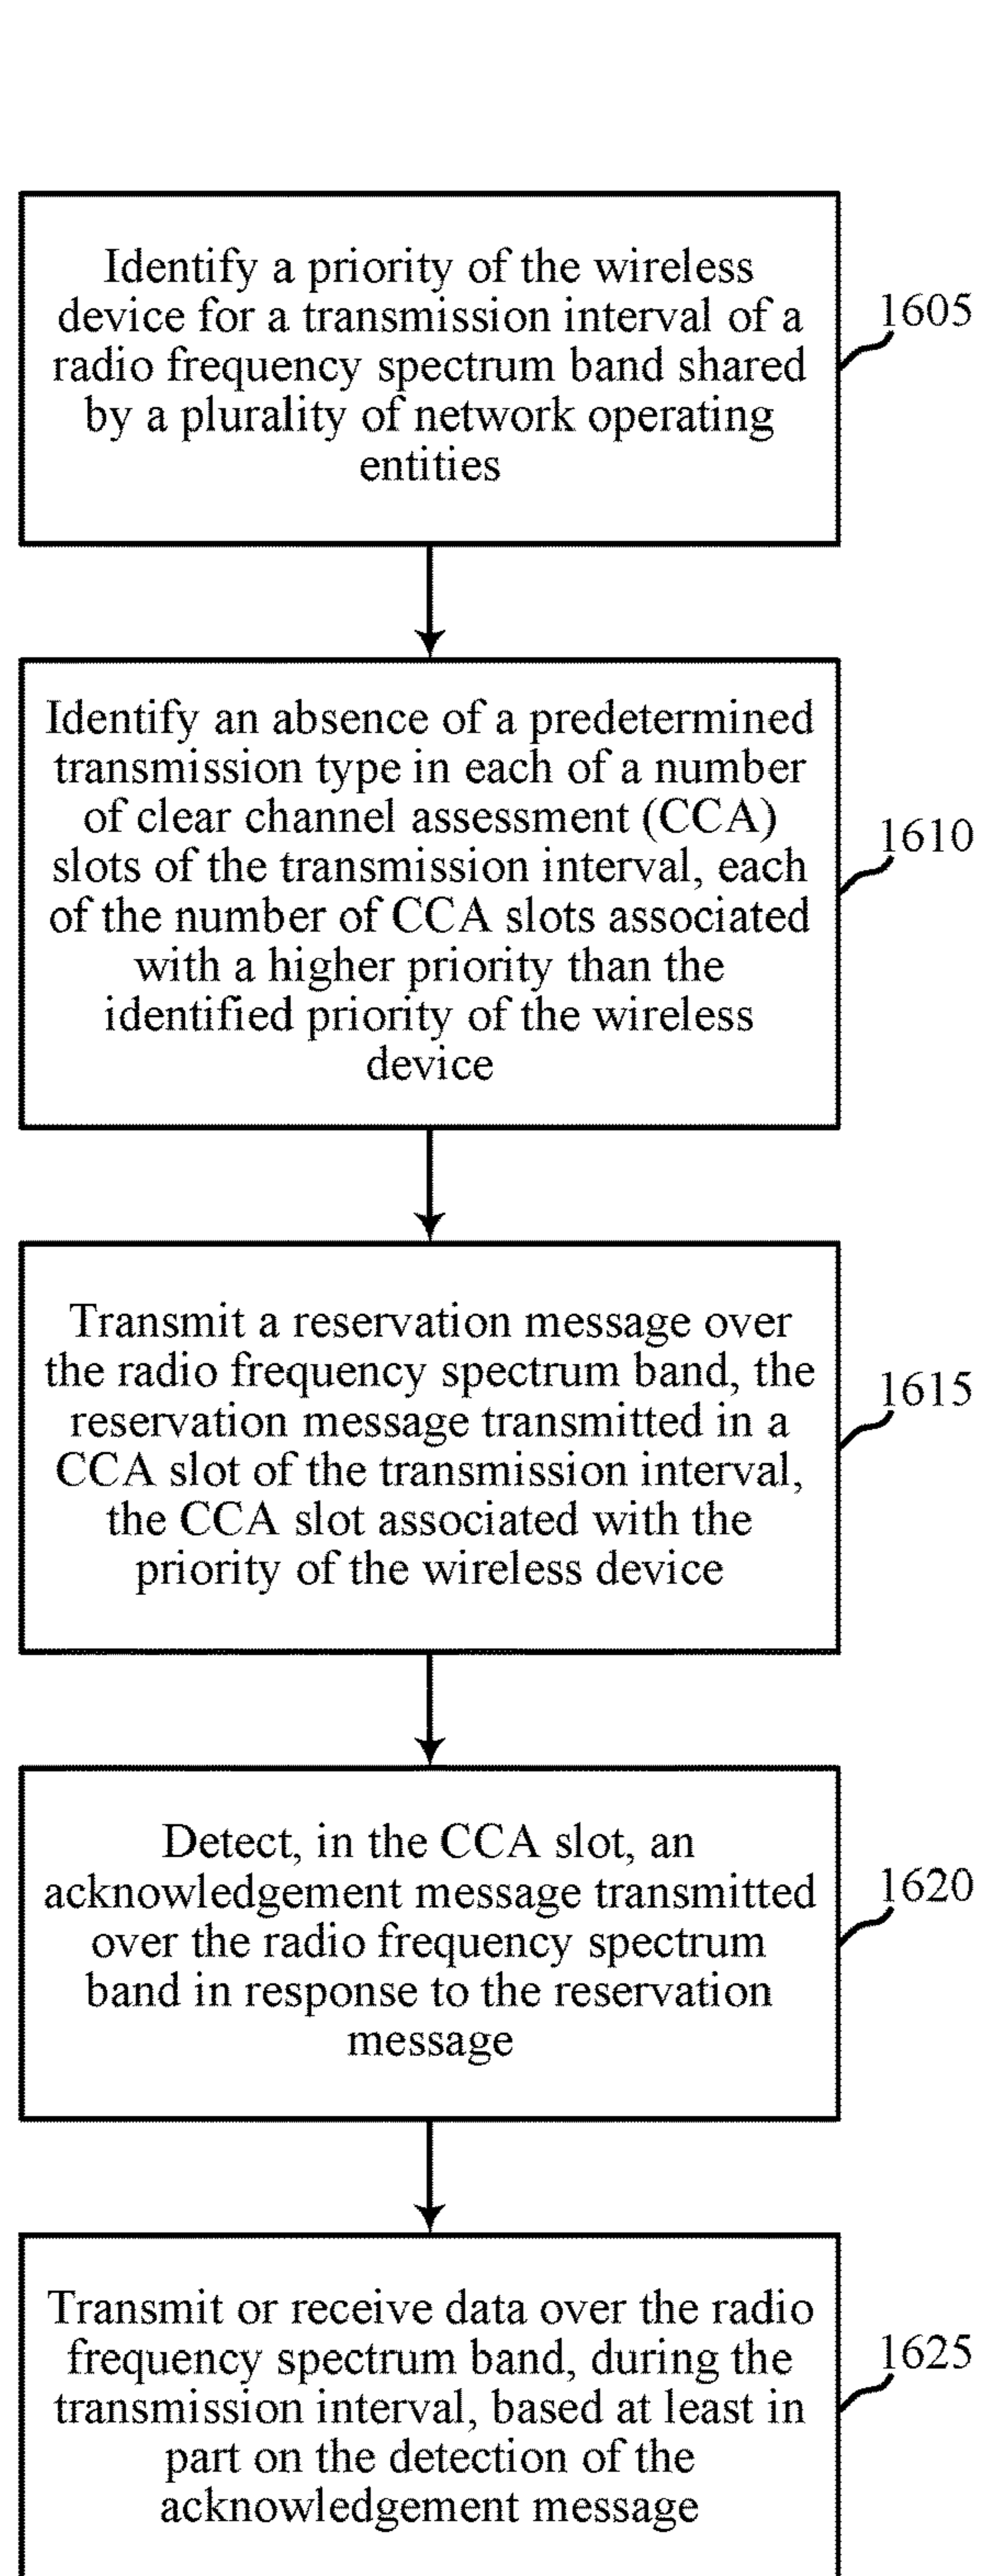 Identify a priority of the wireless
device for a transmission interval of a
radio frequency spectrum band shared
by a plurality of network operating
entities
1605
Identify an absence of a predetermined
transmission type in each of a number
of clear channel assessment (CCA)
slots of the transmission interval, each
of the number of CCA slots associated
with a higher priority than the
identified priority of the wireless
device
1610
Transmit a reservation message over
the radio frequency spectrum band, the
reservation message transmitted in a
CCA slot of the transmission interval,
the CCA slot associated with the
priority of the wireless device
1615
Detect, in the CCA slot, an
acknowledgement message transmitted
over the radio frequency spectrum
band in response to the reservation
message
1620
Transmit or receive data over the radio
frequency spectrum band, during the
transmission interval, based at least in
part on the detection of the
acknowledgement message
1625